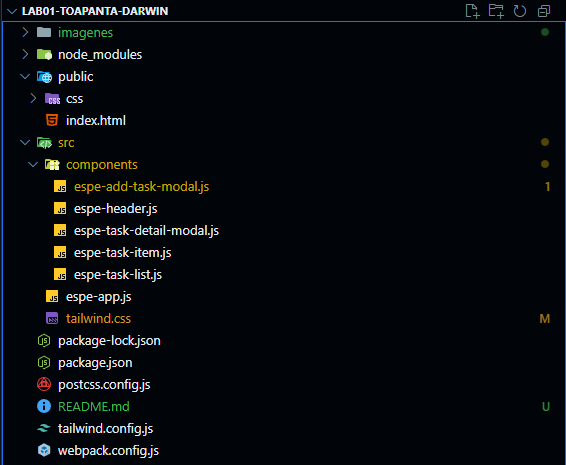 LAB01-TOAPANTA-DARWIN
imagenes
node_modules
public
css
index.html
src
components
espe-add-task-modal.js 1
espe-header.js
espe-task-detail-modal.js
espe-task-item.js
espe-task-list.js
espe-app.js
tailwind.css M
package-lock.json
package.json
postcss.config.js
README.md U
tailwind.config.js
webpack.config.js